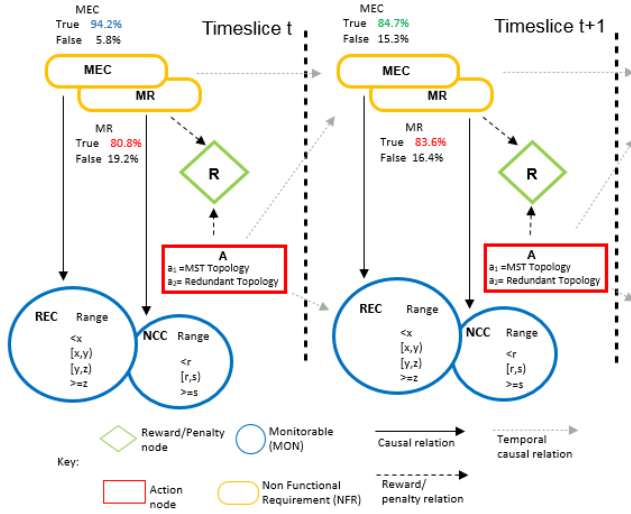 MEC
True 94.2%
False 5.8%
Timeslice t
MEC
MR
MR
True 80.8%
False 19.2%
R
A
a₁ =MST Topology
a₂= Redundant Topology
REC Range
<x
[x,y)
[y,z)
>=z
NCC Range
<r
[r,s)
>=s
MEC
True 84.7%
False 15.3%
Timeslice t+1
MEC
MR
MR
True 83.6%
False 16.4%
R
A
a₁ =MST Topology
a₂= Redundant Topology
REC Range
<x
[x,y)
[y,z)
>=z
NCC Range
<r
[r,s)
>=s
Key:
Reward/Penalty
node
Monitorable
(MON)
Causal relation
Temporal
causal relation
Action
node
Non Functional
Requirement (NFR)
Reward/
penalty relation